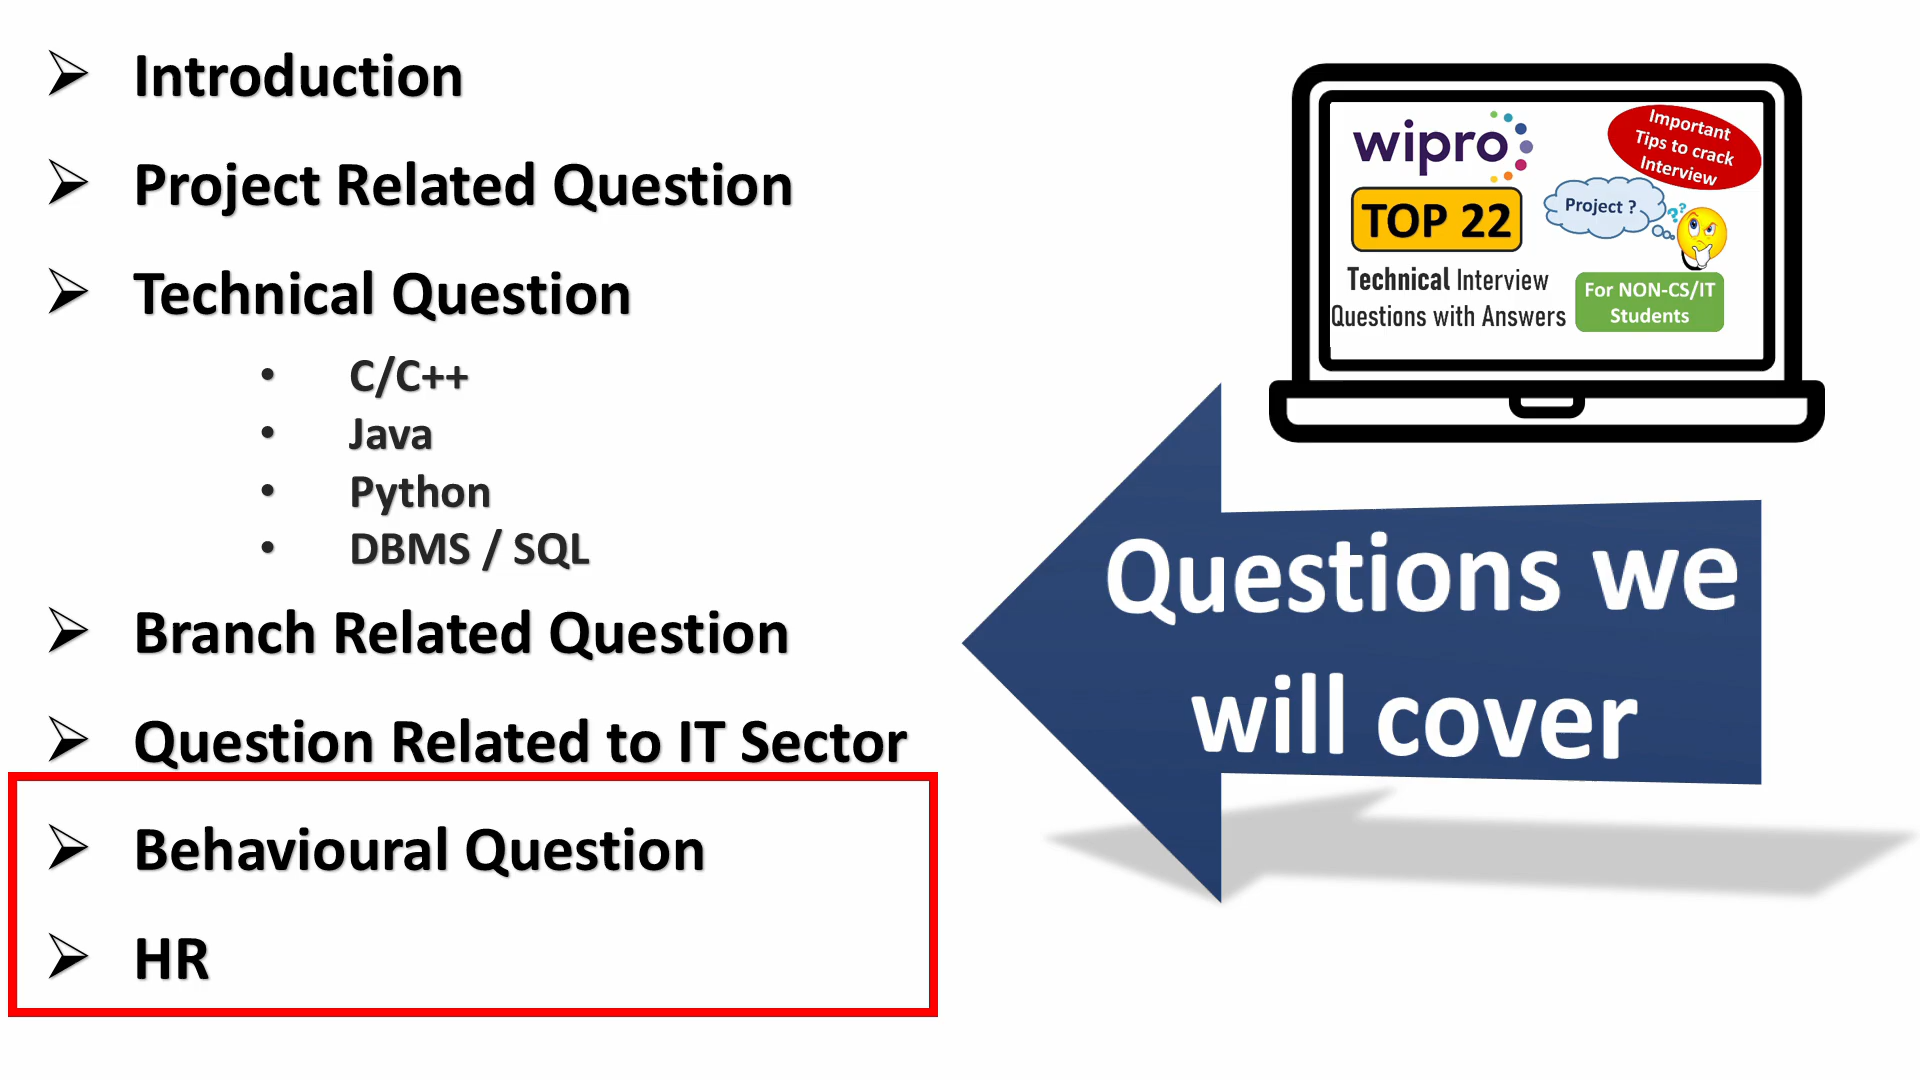 Introduction
Project Related Question
Technical Question
C/C++
Java
Python
DBMS / SQL
Branch Related Question
Question Related to IT Sector
Behavioural Question
HR
wipro
Important
Tips to crack
Interview
Project ?
??
TOP 22
Technical Interview
Questions with Answers
For NON-CS/IT
Students
Questions we
will cover